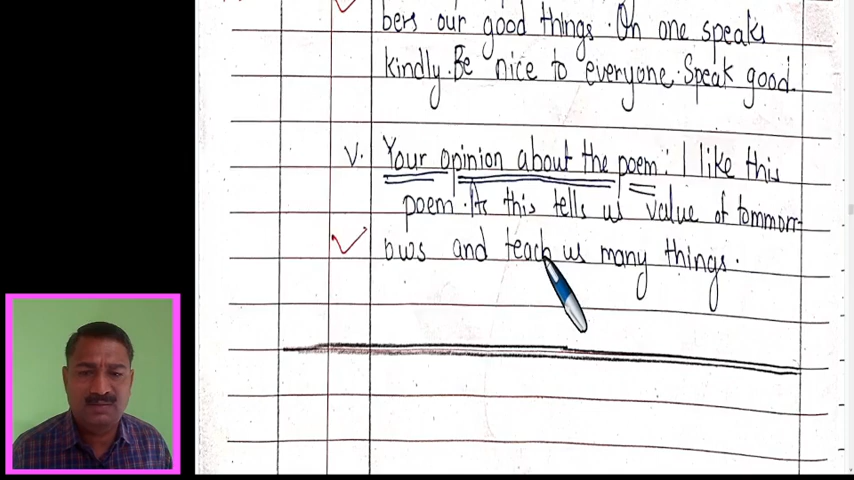 bers our good things. On one speaks
kindly. Be nice to everyone. Speak good.
V. Your opinion about the poem: I like this
poem. As this tells us value of tommorr-
ows and teach us many things.